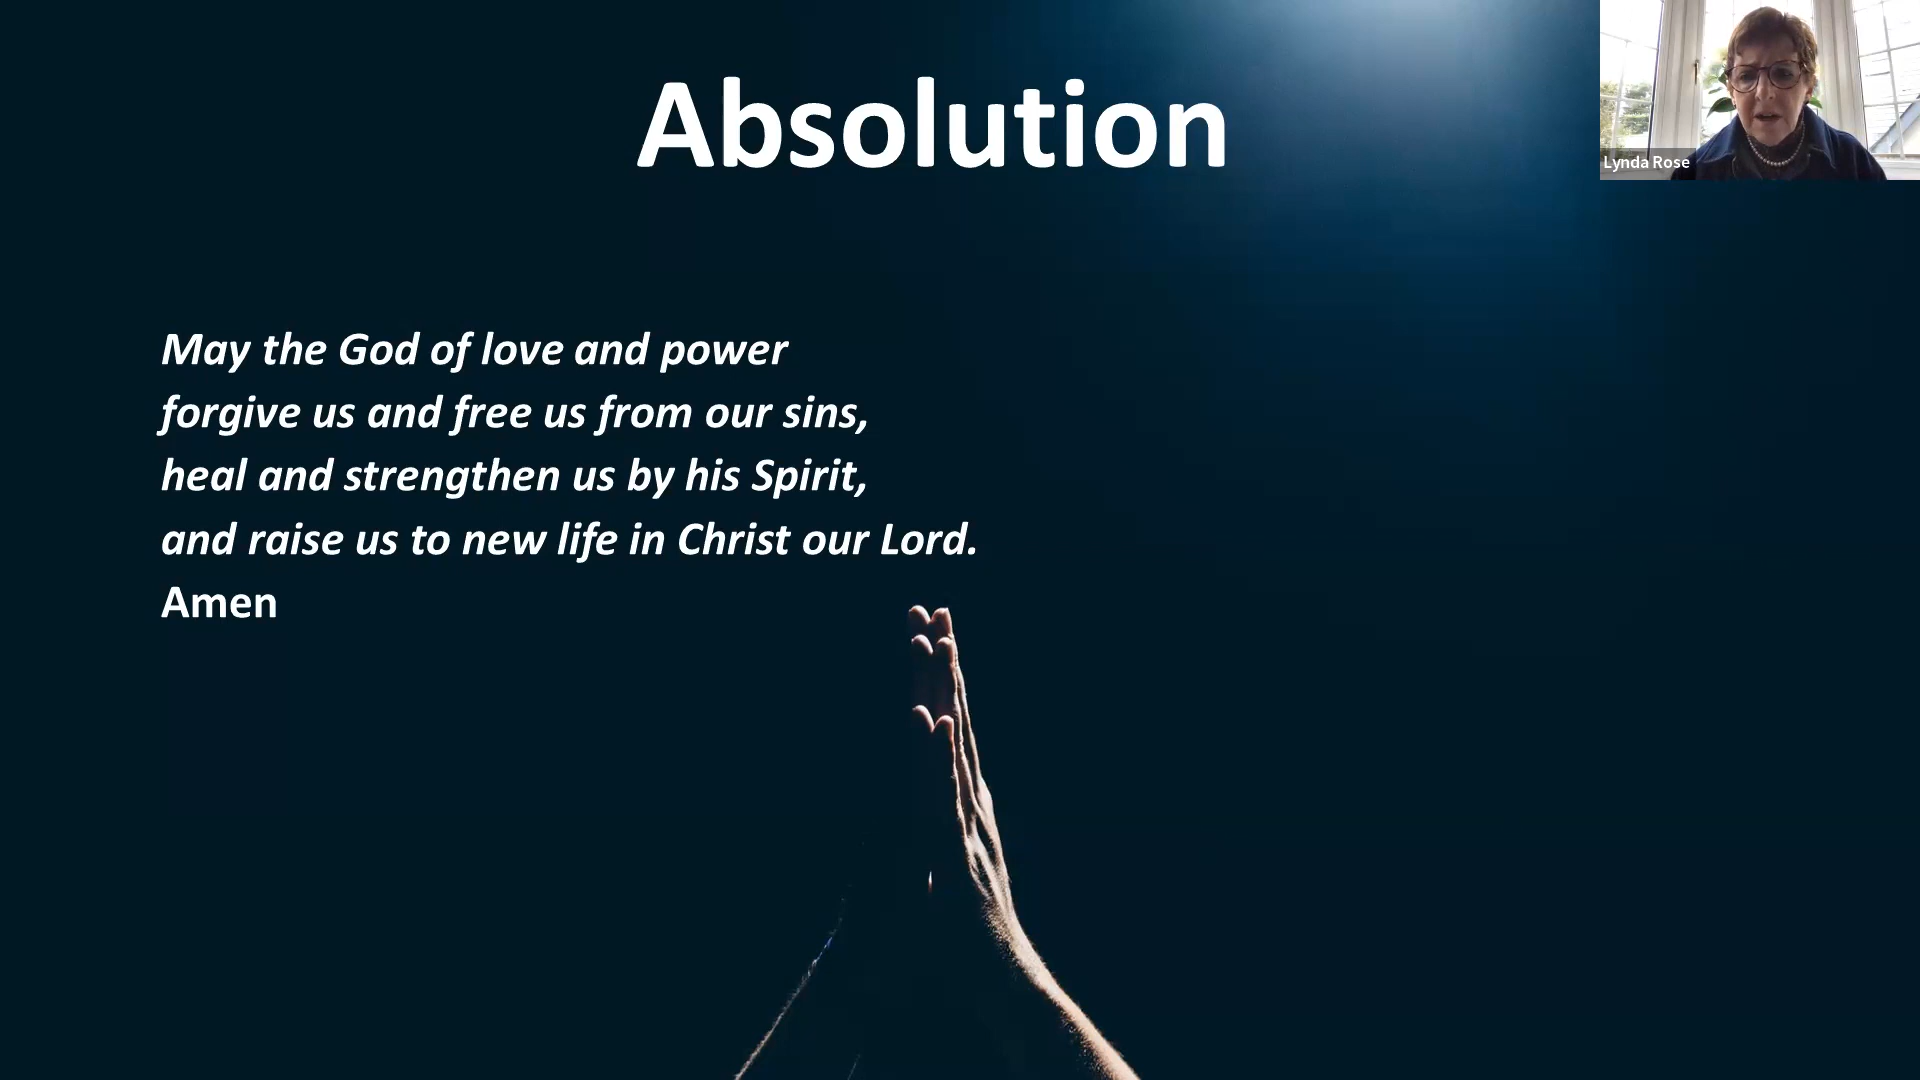 Absolution
Lynda Rose
May the God of love and power
forgive us and free us from our sins,
heal and strengthen us by his Spirit,
and raise us to new life in Christ our Lord.
Amen